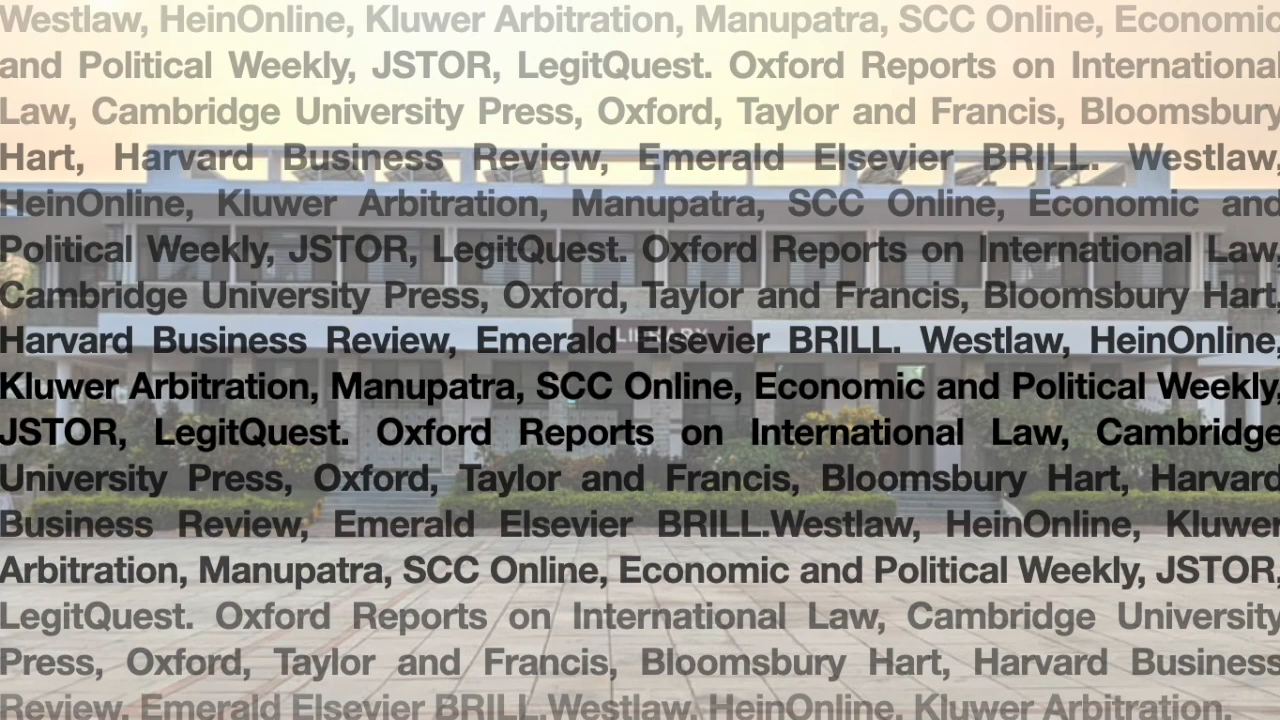 Westlaw, HeinOnline, Kluwer Arbitration, Manupatra, SCC Online, Economic
and Political Weekly, JSTOR, LegitQuest. Oxford Reports on International
Law, Cambridge University Press, Oxford, Taylor and Francis, Bloomsbury
Hart, Harvard Business Review, Emerald Elsevier BRILL. Westlaw,
HeinOnline, Kluwer Arbitration, Manupatra, SCC Online, Economic and
Political Weekly, JSTOR, LegitQuest. Oxford Reports on International Law,
Cambridge University Press, Oxford, Taylor and Francis, Bloomsbury Hart,
LIBRARY
Harvard Business Review, Emerald Elsevier BRILL. Westlaw, HeinOnline,
Kluwer Arbitration, Manupatra, SCC Online, Economic and Political Weekly,
JSTOR, LegitQuest. Oxford Reports on International Law, Cambridge
University Press, Oxford, Taylor and Francis, Bloomsbury Hart, Harvard
Business Review, Emerald Elsevier BRILL.Westlaw, HeinOnline, Kluwer
Arbitration, Manupatra, SCC Online, Economic and Political Weekly, JSTOR,
LegitQuest. Oxford Reports on International Law, Cambridge University
Press, Oxford, Taylor and Francis, Bloomsbury Hart, Harvard Business
Review, Emerald Elsevier BRILL.Westlaw, HeinOnline, Kluwer Arbitration,